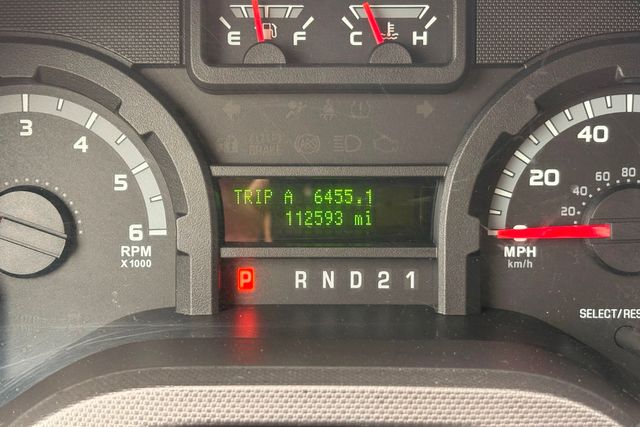 E F
C H
3
4
5
6
RPM
X1000
TRIP A 6455.1
112593 mi
P R N D 2 1
40
20
0
80
60
40
20
MPH
km/h
SELECT/RES